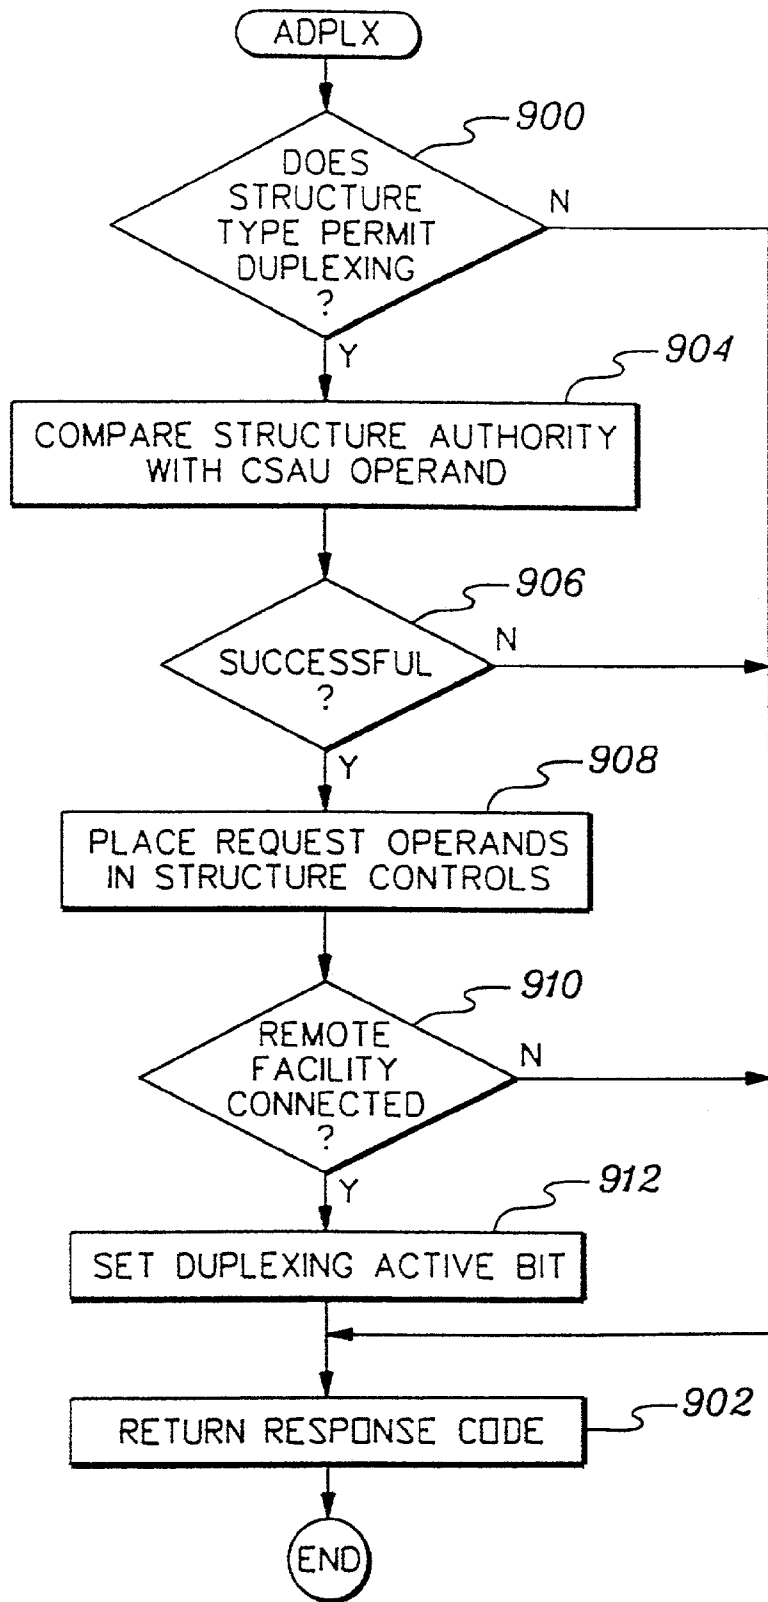 ADPLX
900
DOES
STRUCTURE
TYPE PERMIT
DUPLEXING
?
N
Y
904
COMPARE STRUCTURE AUTHORITY
WITH CSAU OPERAND
906
SUCCESSFUL
?
N
Y
908
PLACE REQUEST OPERANDS
IN STRUCTURE CONTROLS
910
REMOTE
FACILITY
CONNECTED
?
N
Y
912
SET DUPLEXING ACTIVE BIT
902
RETURN RESPONSE CODE
END